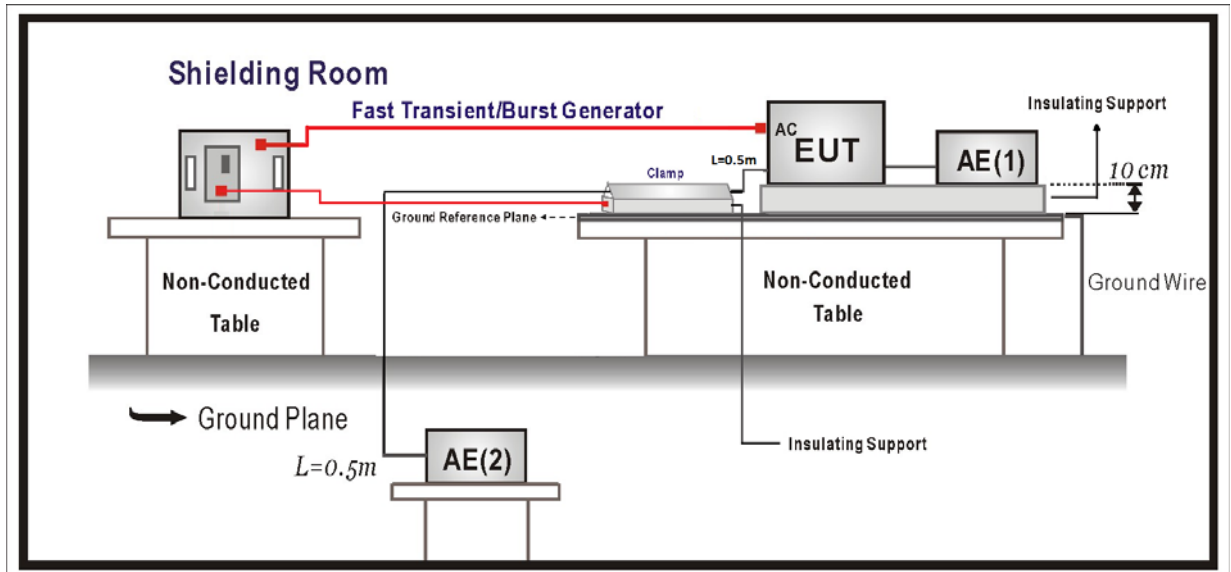 Shielding Room
Fast Transient/Burst Generator
Insulating Support
AC
EUT
AE(1)
L=0.5m
Clamp
10 cm
Ground Reference Plane
Non-Conducted
Table
Non-Conducted
Table
Ground Wire
Ground Plane
Insulating Support
L=0.5m
AE(2)